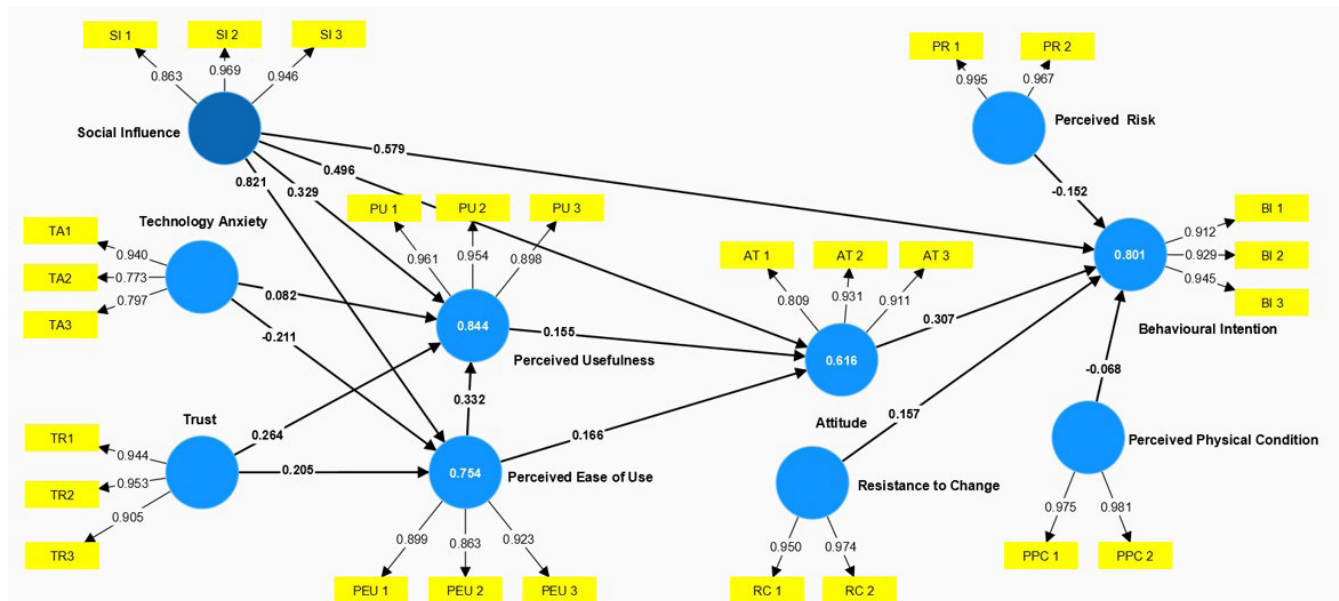 SI 1
SI 2
SI 3
0.863
0.969
0.946
Social Influence
PR 1
PR 2
0.995
0.967
Perceived Risk
0.579
0.496
0.821
0.329
-0.152
Technology Anxiety
TA1
TA2
TA3
0.940
0.773
0.797
0.082
-0.211
PU 1
PU 2
PU 3
0.961
0.954
0.898
0.844
Perceived Usefulness
0.155
AT 1
AT 2
AT 3
0.809
0.931
0.911
0.616
Attitude
0.307
0.801
0.912
0.929
0.945
BI 1
BI 2
BI 3
Behavioural Intention
Trust
TR1
TR2
TR3
0.944
0.953
0.905
0.264
0.205
0.332
0.754
Perceived Ease of Use
0.166
0.899
0.863
0.923
PEU 1
PEU 2
PEU 3
0.157
Resistance to Change
0.950
0.974
RC 1
RC 2
-0.068
Perceived Physical Condition
0.975
0.981
PPC 1
PPC 2